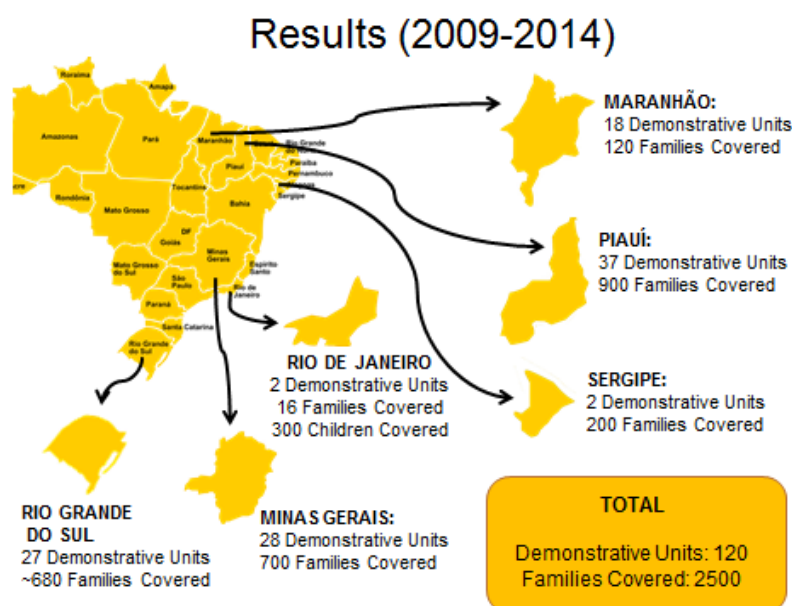 Results (2009-2014)
Roraima
Amapá
Amazonas
Pará
Maranhão
Rio Grande
Paraíba
Pernambuco
Piauí
Sergipe
Tocantins
Rondônia
Mato Grosso
Bahia
DF
Goiás
Minas
Gerais
Mato Grosso
do Sul
Espírito
Santo
São
Paulo
Rio de
Janeiro
Paraná
Santa Catarina
Rio Grande
do Sul
MARANHÃO:
18 Demonstrative Units
120 Families Covered
PIAUÍ:
37 Demonstrative Units
900 Families Covered
RIO DE JANEIRO
2 Demonstrative Units
16 Families Covered
300 Children Covered
SERGIPE:
2 Demonstrative Units
200 Families Covered
RIO GRANDE
DO SUL
27 Demonstrative Units
~680 Families Covered
MINAS GERAIS:
28 Demonstrative Units
700 Families Covered
TOTAL
Demonstrative Units: 120
Families Covered: 2500